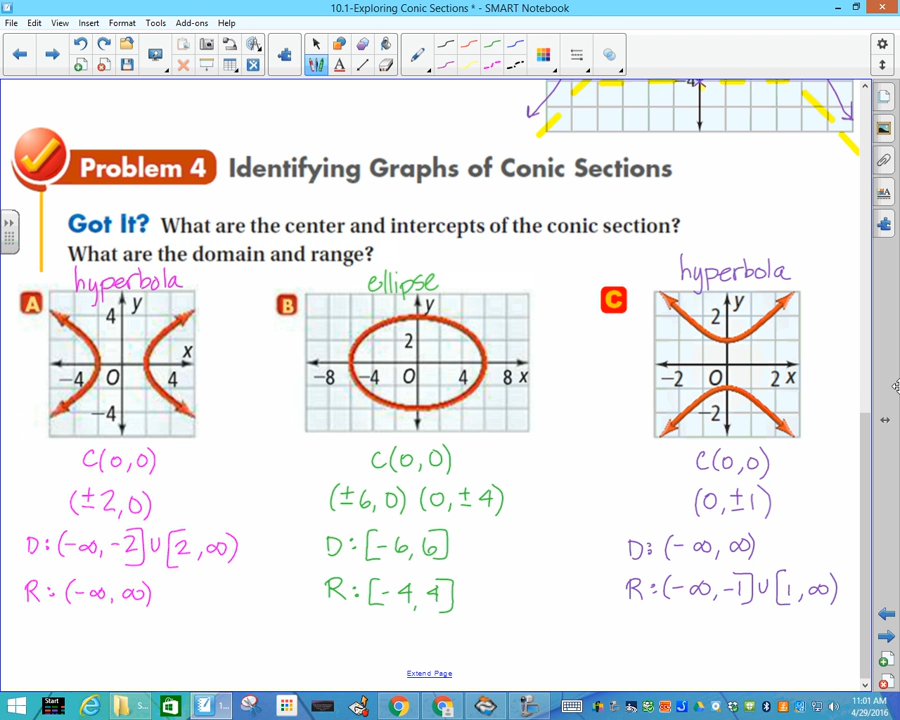 10.1-Exploring Conic Sections * - SMART Notebook
File Edit View Insert Format Tools Add-ons Help
-4
Problem 4 Identifying Graphs of Conic Sections
Got It? What are the center and intercepts of the conic section?
What are the domain and range?
hyperbola ellipse hyperbola
A B C
4 y
x
-4 O 4
-4
y
2
-8 -4 O 4 8 x
2 y
-2 O 2 x
-2
C(0,0) C(0,0) C(0,0)
(±2,0) (±6,0) (0,±4) (0,±1)
D:(-∞,-2]∪[2,∞) D:[-6,6] D:(-∞,∞)
R:(-∞,∞) R:[-4,4] R:(-∞,-1]∪[1,∞)
Extend Page
Start S... 1... 11:01 AM
4/29/2016